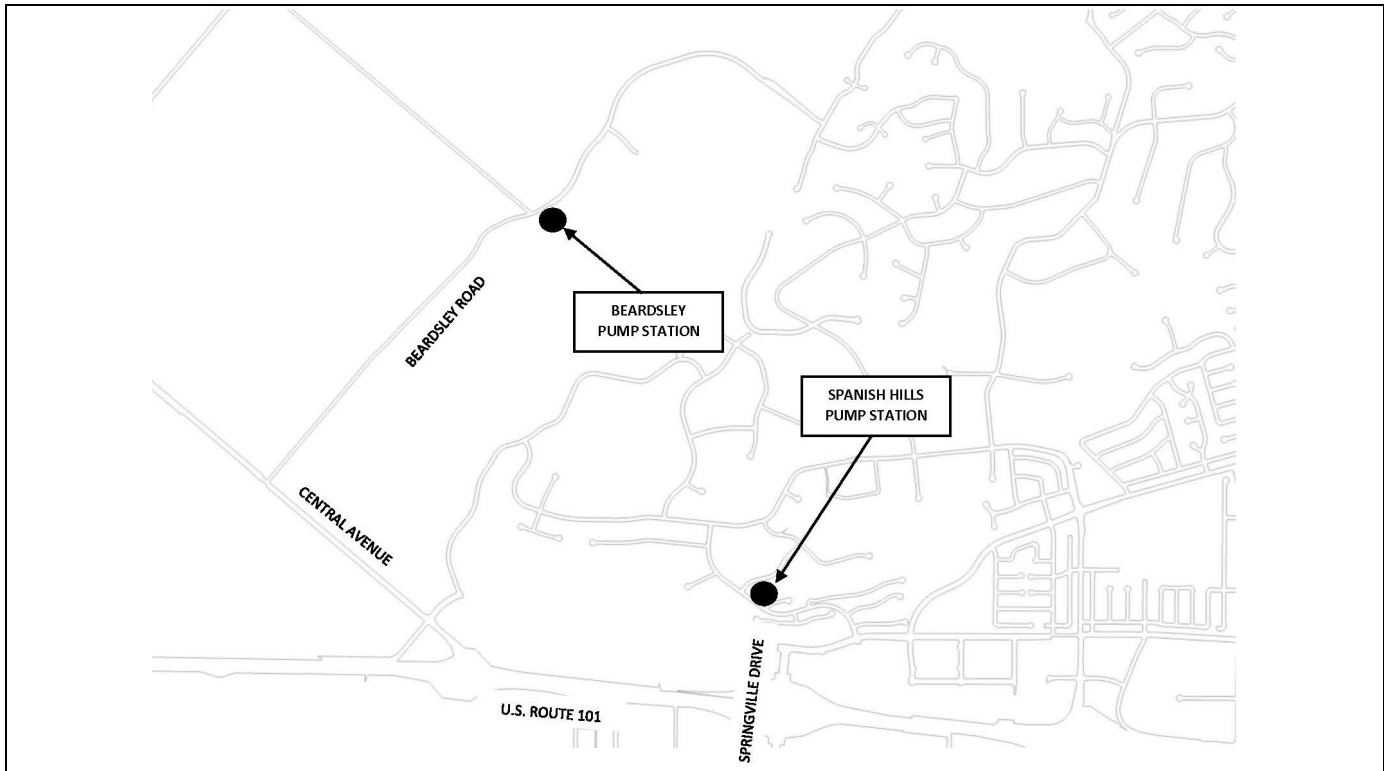 BEARDSLEY ROAD
BEARDSLEY
PUMP STATION
SPANISH HILLS
PUMP STATION
CENTRAL AVENUE
U.S. ROUTE 101
SPRINGVILLE DRIVE